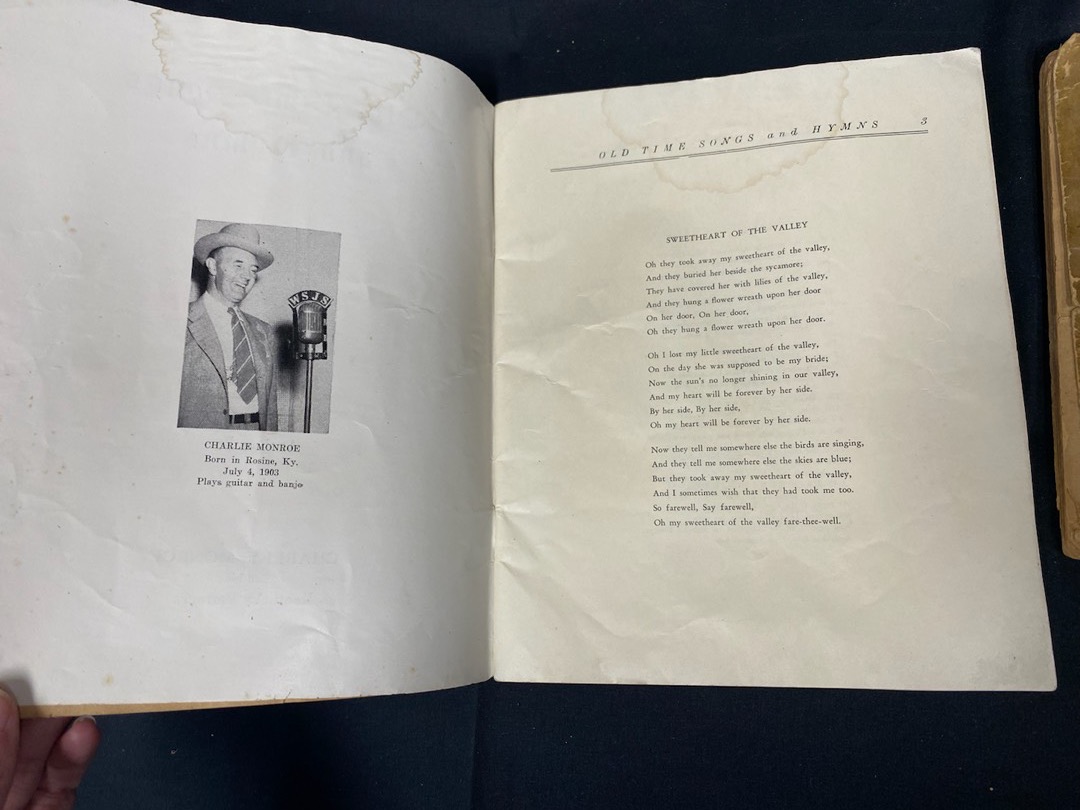 WSJS
CHARLIE MONROE
Born in Rosine, Ky.
July 4, 1903
Plays guitar and banjo
OLD TIME SONGS and HYMNS 3
SWEETHEART OF THE VALLEY
Oh they took away my sweetheart of the valley,
And they buried her beside the sycamore;
They have covered her with lilies of the valley,
And they hung a flower wreath upon her door
On her door, On her door,
Oh they hung a flower wreath upon her door.
Oh I lost my little sweetheart of the valley,
On the day she was supposed to be my bride;
Now the sun's no longer shining in our valley,
And my heart will be forever by her side.
By her side, By her side,
Oh my heart will be forever by her side.
Now they tell me somewhere else the birds are singing,
And they tell me somewhere else the skies are blue;
But they took away my sweetheart of the valley,
And I sometimes wish that they had took me too.
So farewell, Say farewell,
Oh my sweetheart of the valley fare-thee-well.